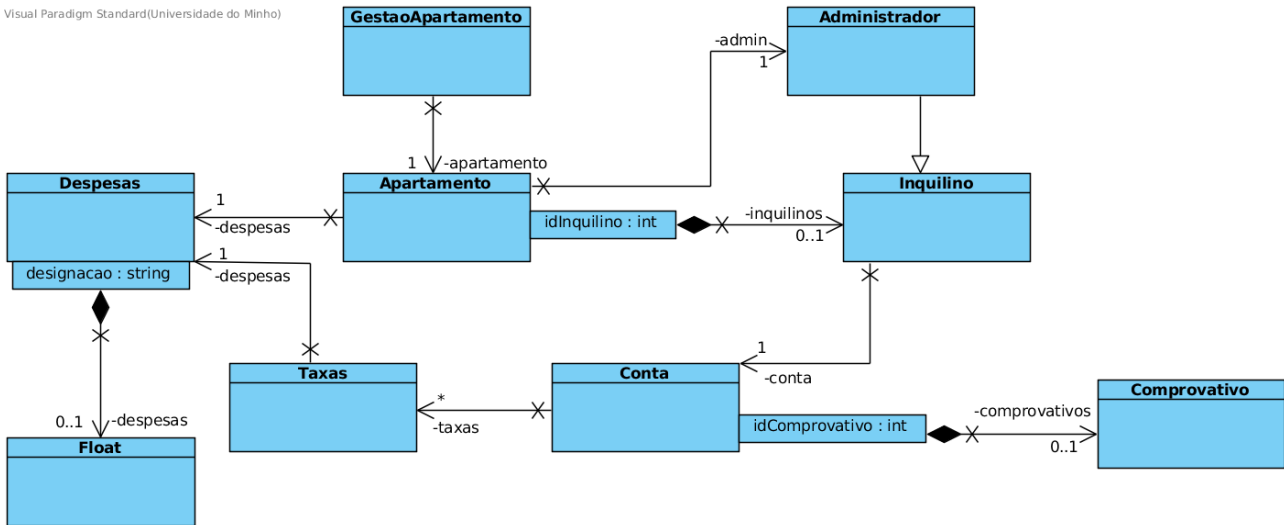 Visual Paradigm Standard(Universidade do Minho)
GestaoApartamento
Administrador
-admin
1
1
-apartamento
Despesas
Apartamento
Inquilino
1
-despesas
idInquilino : int
-inquilinos
0..1
designacao : string
1
-despesas
1
-conta
Taxas
Conta
Comprovativo
*
-taxas
idComprovativo : int
-comprovativos
0..1
0..1
-despesas
Float